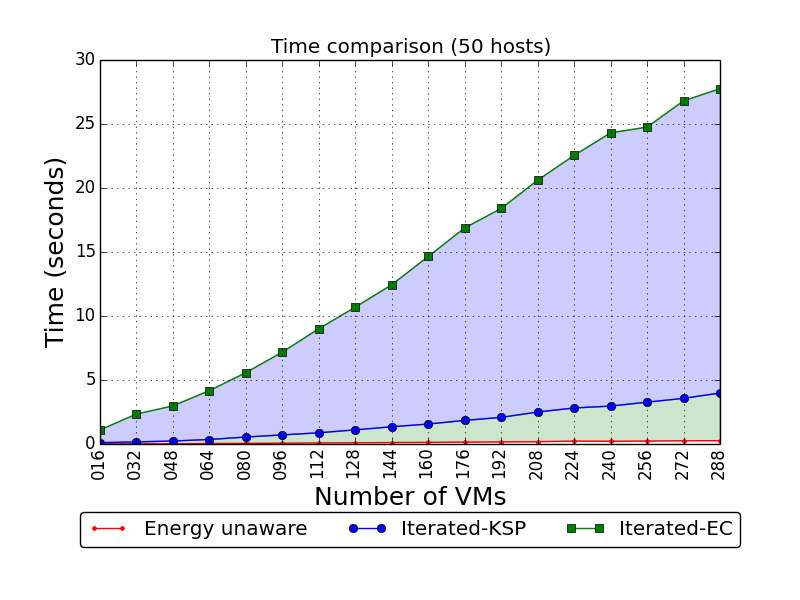 Time comparison (50 hosts)
30
25
20
15
10
5
0
Time (seconds)
016 032 048 064 080 096 112 128 144 160 176 192 208 224 240 256 272 288
Number of VMs
Energy unaware Iterated-KSP Iterated-EC